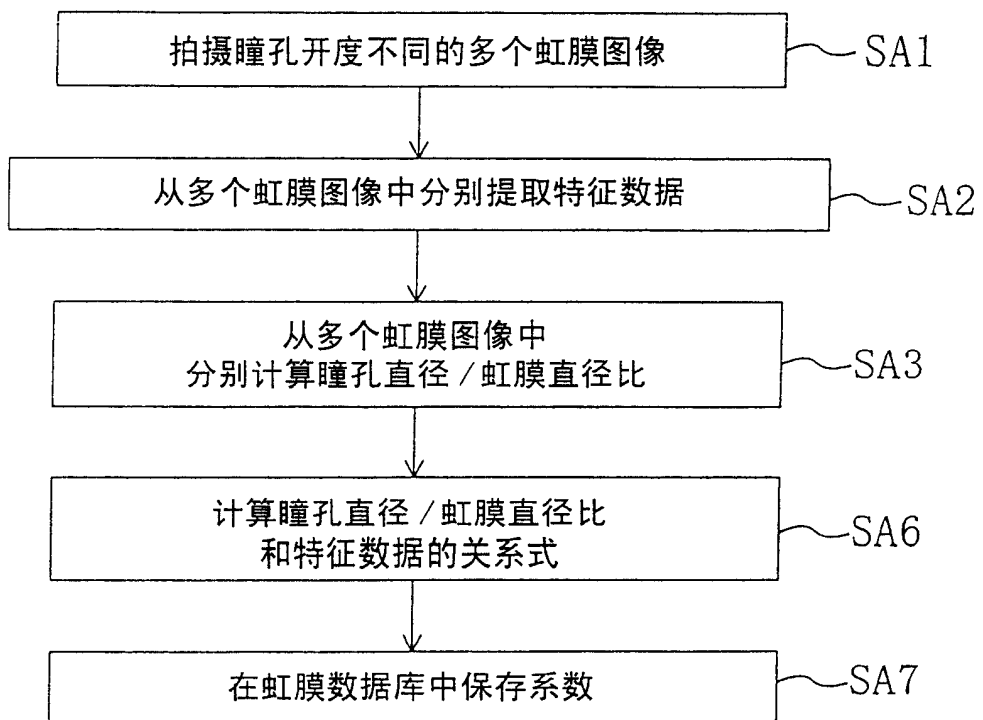 拍摄瞳孔开度不同的多个虹膜图像
SA1
从多个虹膜图像中分别提取特征数据
SA2
从多个虹膜图像中
分别计算瞳孔直径/虹膜直径比
SA3
计算瞳孔直径/虹膜直径比
和特征数据的关系式
SA6
在虹膜数据库中保存系数
SA7